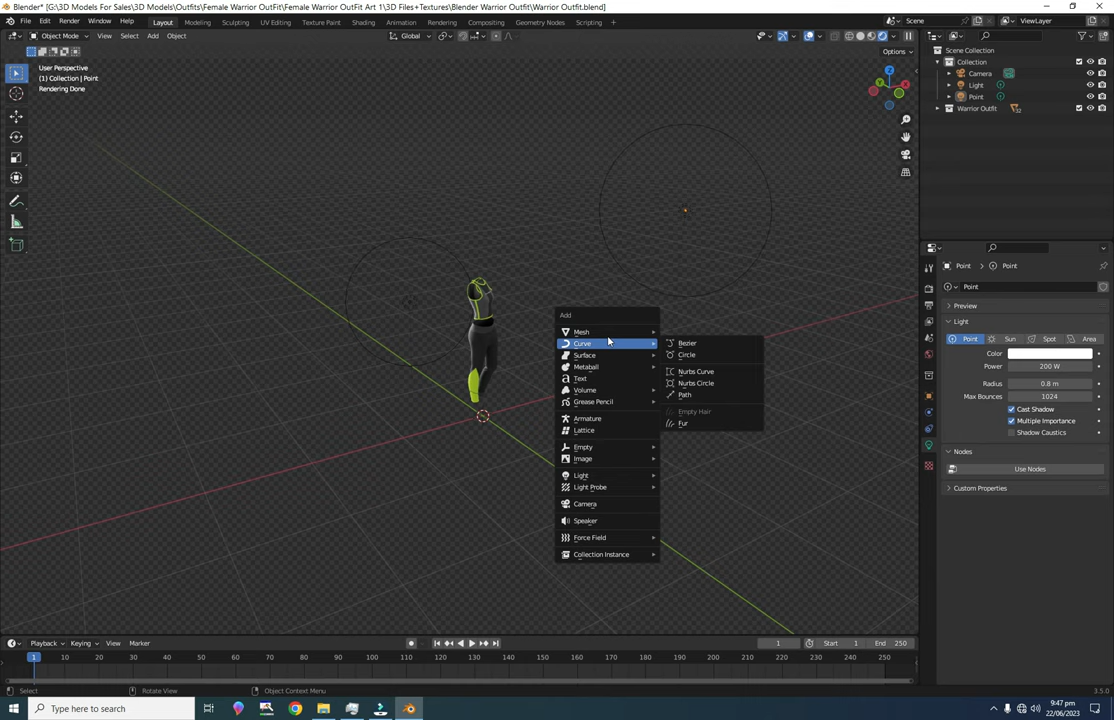 Blender* [G:\3D Models For Sales\3D Models\Outfits\Female Warrior OutFit\Female Warrior OutFit Art 1\3D Files+Textures\Blender Outfit\Warrior Outfit.blend]
File Edit Render Window Help Layout Modeling Sculpting UV Editing Texture Paint Shading Animation Rendering Compositing Geometry Nodes Scripting + Scene ViewLayer
Object Mode View Select Add Object Global
Options
User Perspective
(1) Collection | Point
Rendering Done
Z
Y
X
Scene Collection
Collection
Camera
Light
Point
Warrior Outfit
32
Add
Mesh
Curve
Surface
Metaball
Text
Volume
Grease Pencil
Armature
Lattice
Empty
Image
Light
Light Probe
Camera
Speaker
Force Field
Collection Instance
Bezier
Circle
Nurbs Curve
Nurbs Circle
Path
Empty Hair
Fur
Point > Point
Point
Preview
Light
Point Sun Spot Area
Color
Power 200 W
Radius 0.8 m
Max Bounces 1024
Cast Shadow
Multiple Importance
Shadow Caustics
Nodes
Use Nodes
Custom Properties
Playback Keying View Marker 1 Start 1 End 250
1 10 20 30 40 50 60 70 80 90 100 110 120 130 140 150 160 170 180 190 200 210 220 230 240 250
Select Rotate View Object Context Menu 3.5.0
Type here to search
9:47 pm
22/06/2023